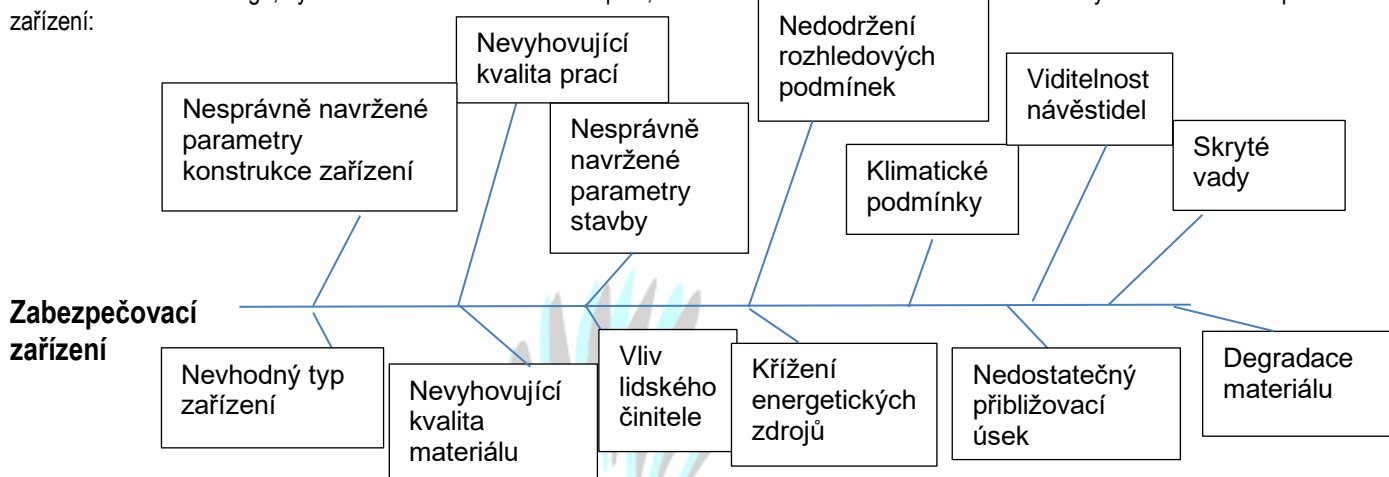 zařízení:
Nesprávně navržené
parametry
konstrukce zařízení
Nevyhovující
kvalita prací
Nesprávně
navržené
parametry
stavby
Nedodržení
rozhledových
podmínek
Klimatické
podmínky
Viditelnost
návěstidel
Skryté
vady
Zabezpečovací
zařízení
Nevhodný typ
zařízení
Nevyhovující
kvalita
materiálu
Vliv
lidského
činitele
Křížení
energetických
zdrojů
Nedostatečný
přibližovací
úsek
Degradace
materiálu